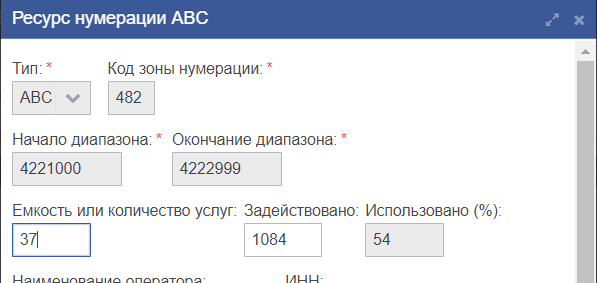 Ресурс нумерации ABC
Тип: * Код зоны нумерации: *
ABC 482
Начало диапазона: * Окончание диапазона: *
4221000 4222999
Емкость или количество услуг: Задействовано: Использовано (%):
37 1084 54
Наименование оператора: ИНН: